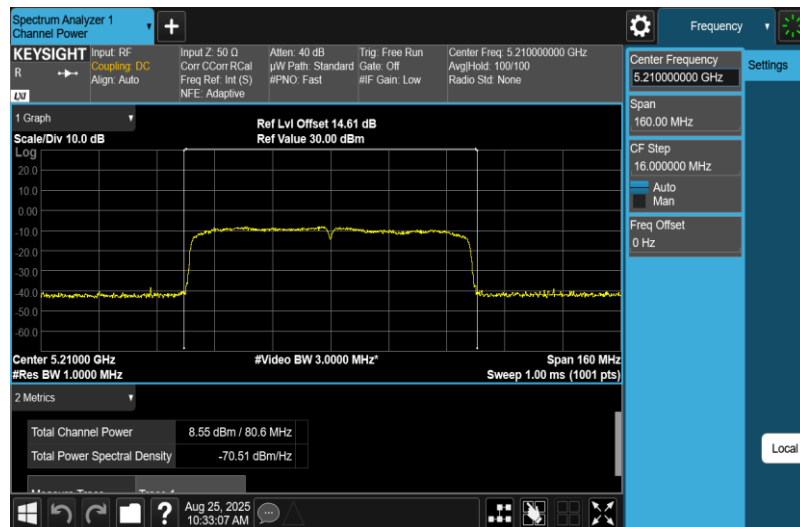 Spectrum Analyzer 1
Channel Power
+
Frequency
KEYSIGHT
R
LXI
Input: RF
Coupling: DC
Align: Auto
Input Z: 50 Ω
Corr CCorr RCal
Freq Ref: Int (S)
NFE: Adaptive
Atten: 40 dB
µW Path: Standard
#PNO: Fast
Trig: Free Run
Gate: Off
#IF Gain: Low
Center Freq: 5.210000000 GHz
Avg|Hold: 100/100
Radio Std: None
Center Frequency
5.210000000 GHz
Settings
Span
160.00 MHz
CF Step
16.000000 MHz
Auto
Man
Freq Offset
0 Hz
Local
1 Graph
Scale/Div 10.0 dB
Ref Lvl Offset 14.61 dB
Ref Value 30.00 dBm
Log
20.0
10.0
0.00
-10.0
-20.0
-30.0
-40.0
-50.0
-60.0
Center 5.21000 GHz
#Video BW 3.0000 MHz*
Span 160 MHz
#Res BW 1.0000 MHz
Sweep 1.00 ms (1001 pts)
2 Metrics
Total Channel Power 8.55 dBm / 80.6 MHz
Total Power Spectral Density -70.51 dBm/Hz
?
Aug 25, 2025
10:33:07 AM